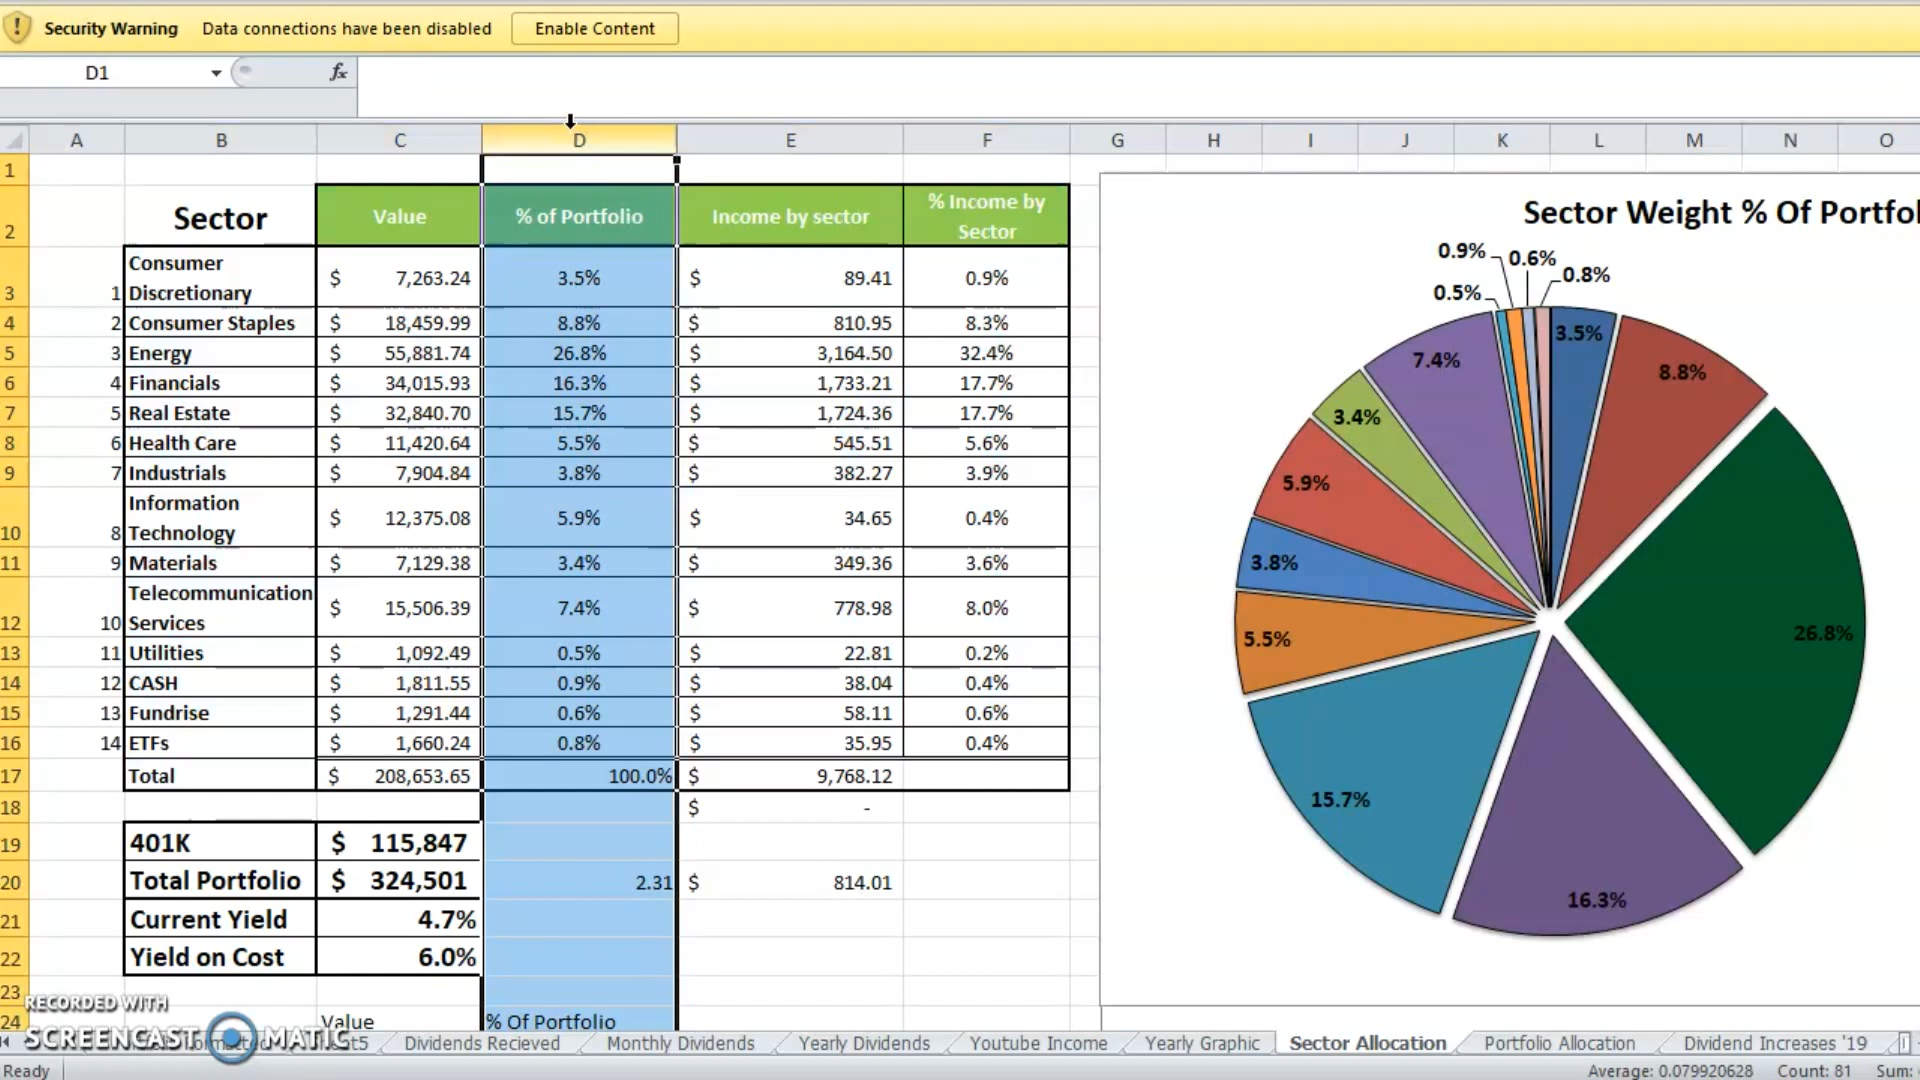 Security Warning Data connections have been disabled Enable Content
D1 fx
A B C D E F G H I J K L M N O
1
2 Sector Value % of Portfolio Income by sector % Income by Sector
3 1 Consumer Discretionary $ 7,263.24 3.5% $ 89.41 0.9%
4 2 Consumer Staples $ 18,459.99 8.8% $ 810.95 8.3%
5 3 Energy $ 55,881.74 26.8% $ 3,164.50 32.4%
6 4 Financials $ 34,015.93 16.3% $ 1,733.21 17.7%
7 5 Real Estate $ 32,840.70 15.7% $ 1,724.36 17.7%
8 6 Health Care $ 11,420.64 5.5% $ 545.51 5.6%
9 7 Industrials $ 7,904.84 3.8% $ 382.27 3.9%
10 8 Information Technology $ 12,375.08 5.9% $ 34.65 0.4%
11 9 Materials $ 7,129.38 3.4% $ 349.36 3.6%
12 10 Telecommunication Services $ 15,506.39 7.4% $ 778.98 8.0%
13 11 Utilities $ 1,092.49 0.5% $ 22.81 0.2%
14 12 CASH $ 1,811.55 0.9% $ 38.04 0.4%
15 13 Fundrise $ 1,291.44 0.6% $ 58.11 0.6%
16 14 ETFs $ 1,660.24 0.8% $ 35.95 0.4%
17 Total $ 208,653.65 100.0% $ 9,768.12
18 $ -
19 401K $ 115,847
20 Total Portfolio $ 324,501 2.31 $ 814.01
21 Current Yield 4.7%
22 Yield on Cost 6.0%
23
24 Value % Of Portfolio
Sector Weight % Of Portfol
0.9% 0.6% 0.8%
0.5%
3.5%
7.4% 8.8%
3.4%
5.9%
3.8%
5.5% 26.8%
15.7%
16.3%
RECORDED WITH
SCREENCAST MATIC
Dividends Recieved Monthly Dividends Yearly Dividends Youtube Income Yearly Graphic Sector Allocation Portfolio Allocation Dividend Increases '19
Ready Average: 0.079920628 Count: 81 Sum: